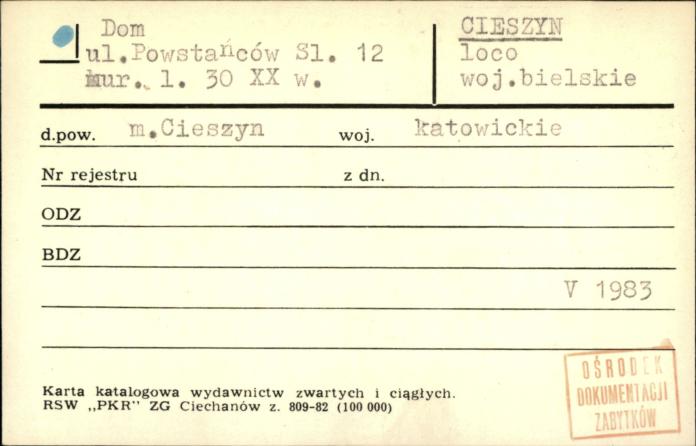 Dom
ul.Powstańców Sl. 12
mur. l. 30 XX w.
CIESZYN
loco
woj.bielskie
d.pow. m.Cieszyn woj. katowickie
Nr rejestru z dn.
ODZ
BDZ
V 1983
Karta katalogowa wydawnictw zwartych i ciągłych.
RSW „PKR" ZG Ciechanów z. 809-82 (100 000)
OŚRODEK
DOKUMENTACJI
ZABYTKÓW